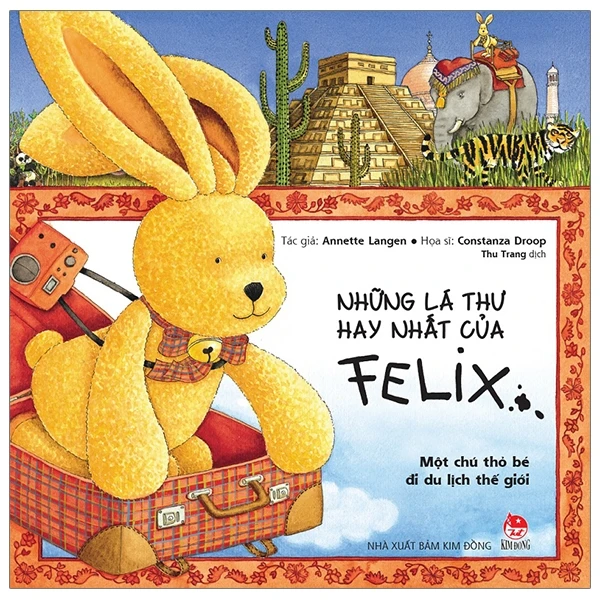 Tác giả: Annette Langen ● Họa sĩ: Constanza Droop
Thu Trang dịch
NHỮNG LÁ THƯ
HAY NHẤT CỦA
FELIX
Một chú thỏ bé
đi du lịch thế giới
NHÀ XUẤT BẢM KIM ĐỒNG
KIM ĐỒNG